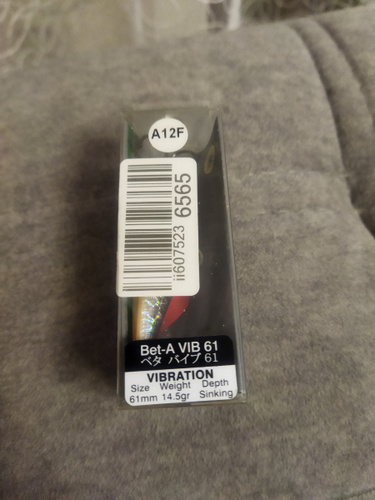 A12F
ii607523 6565
Bet-A VIB 61
ベタ バイブ 61
VIBRATION
Size Weight Depth
61mm 14.5gr Sinking